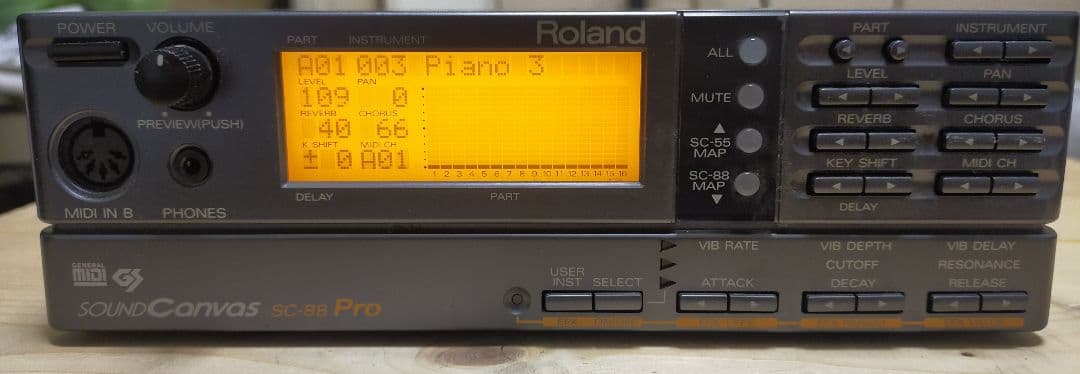 POWER VOLUME
PREVIEW(PUSH)
MIDI IN B PHONES
Roland
PART INSTRUMENT
A01 003 Piano 3
LEVEL PAN
109 0
REVERB CHORUS
40 66
K SHIFT MIDI CH
± 0 A01
1 2 3 4 5 6 7 8 9 10 11 12 13 14 15 16
DELAY PART
ALL
MUTE
SC-55
MAP
SC-88
MAP
PART INSTRUMENT
LEVEL PAN
REVERB CHORUS
KEY SHIFT MIDI CH
DELAY
GENERAL
MIDI GS
SOUND Canvas SC-88 Pro
USER
INST SELECT
VIB RATE VIB DEPTH VIB DELAY
CUTOFF RESONANCE
ATTACK DECAY RELEASE